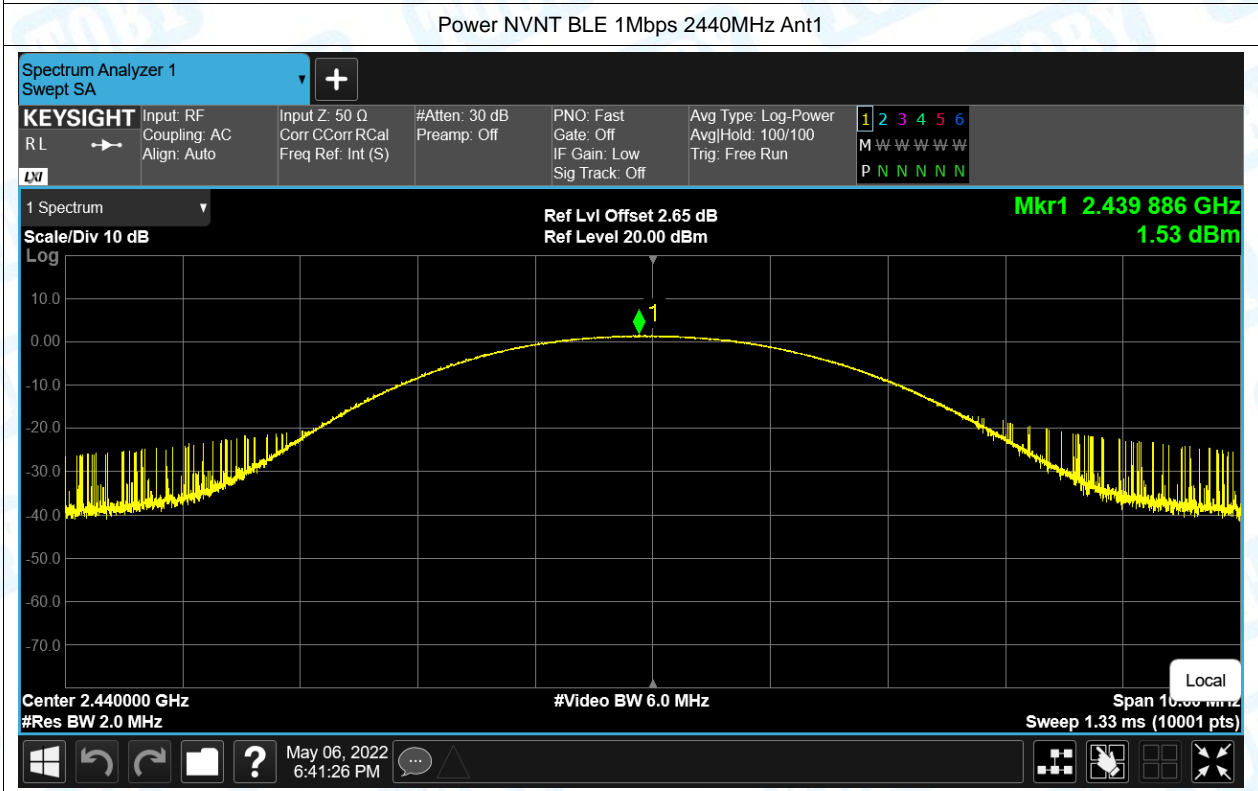 Power NVNT BLE 1Mbps 2440MHz Ant1
Spectrum Analyzer 1
Swept SA
KEYSIGHT
R L
LXI
Input: RF
Coupling: AC
Align: Auto
Input Z: 50 Ω
Corr CCorr RCal
Freq Ref: Int (S)
#Atten: 30 dB
Preamp: Off
PNO: Fast
Gate: Off
IF Gain: Low
Sig Track: Off
Avg Type: Log-Power
Avg|Hold: 100/100
Trig: Free Run
1 2 3 4 5 6
M W W W W W
P N N N N N
1 Spectrum
Scale/Div 10 dB
Log
Ref Lvl Offset 2.65 dB
Ref Level 20.00 dBm
Mkr1 2.439 886 GHz
1.53 dBm
10.0
1
0.00
-10.0
-20.0
-30.0
-40.0
-50.0
-60.0
-70.0
Local
Center 2.440000 GHz
#Video BW 6.0 MHz
Span 10.00 MHz
#Res BW 2.0 MHz
Sweep 1.33 ms (10001 pts)
?
May 06, 2022
6:41:26 PM